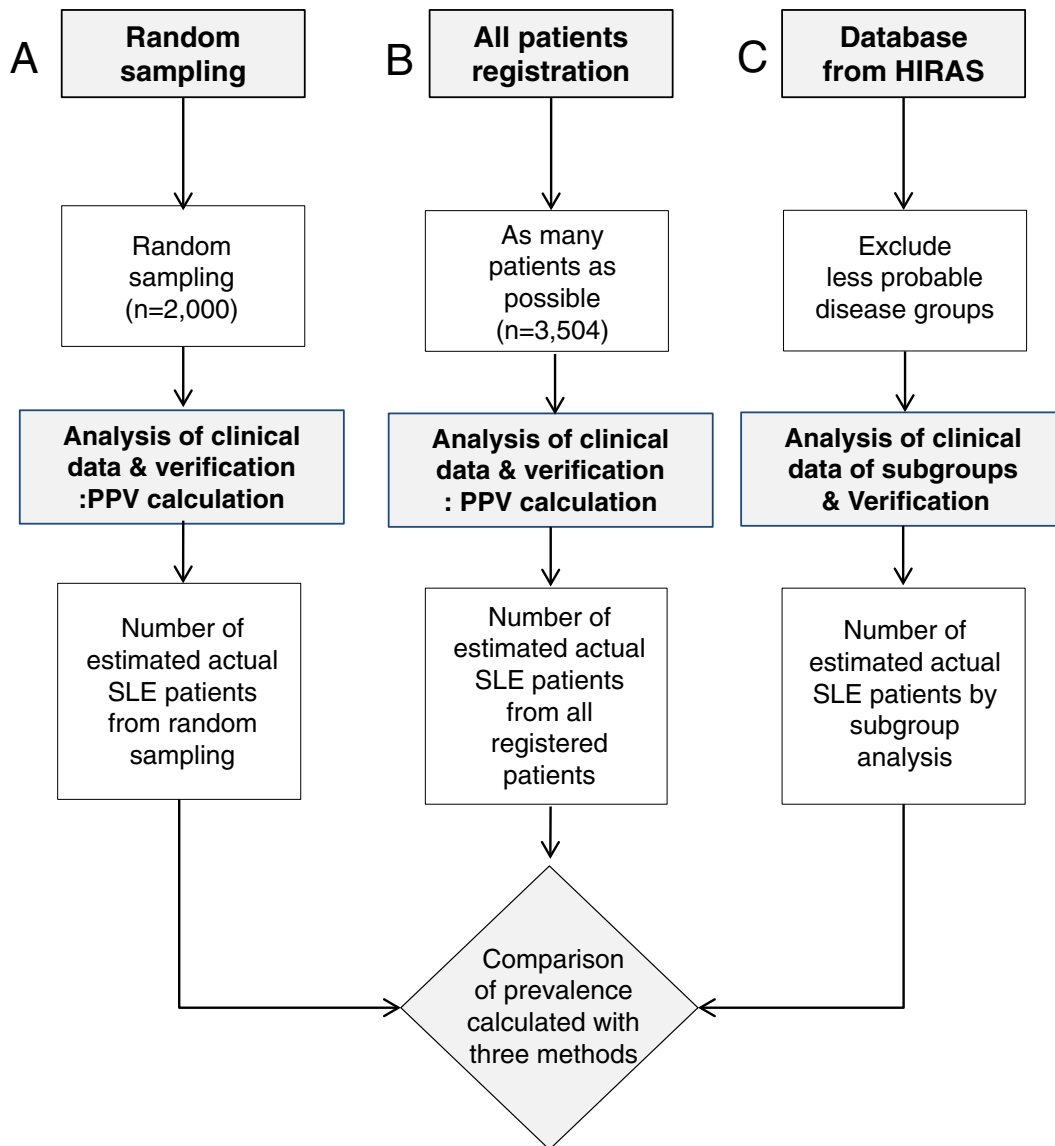 A
Random
sampling
Random
sampling
(n=2,000)
Analysis of clinical
data & verification
:PPV calculation
Number of
estimated actual
SLE patients
from random
sampling
B
All patients
registration
As many
patients as
possible
(n=3,504)
Analysis of clinical
data & verification
: PPV calculation
Number of
estimated actual
SLE patients
from all
registered
patients
C
Database
from HIRAS
Exclude
less probable
disease groups
Analysis of clinical
data of subgroups
& Verification
Number of
estimated actual
SLE patients by
subgroup
analysis
Comparison
of prevalence
calculated with
three methods